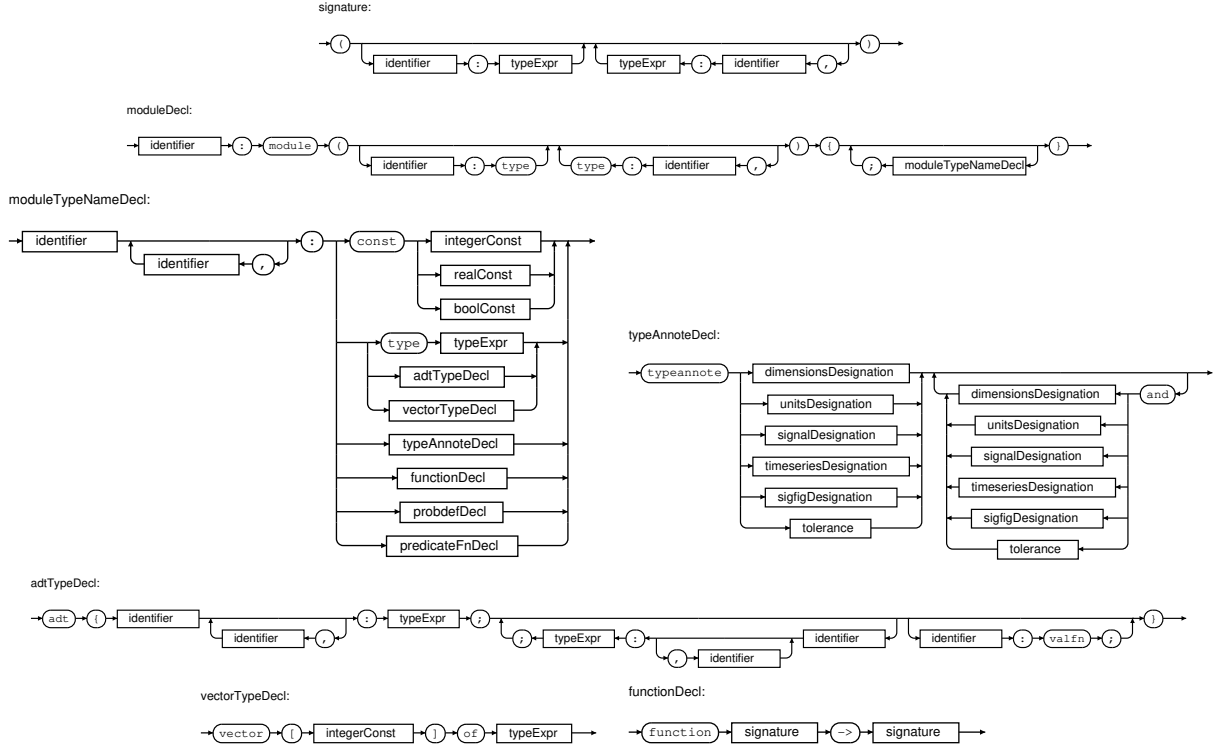 signature:
( identifier : typeExpr typeExpr : identifier , )
moduleDecl:
identifier : module ( identifier : type type : identifier , ) { ; moduleTypeNameDecl }
moduleTypeNameDecl:
identifier identifier , : const integerConst
realConst
boolConst
type typeExpr
adtTypeDecl
vectorTypeDecl
typeAnnoteDecl
functionDecl
probdefDecl
predicateFnDecl
typeAnnoteDecl:
typeannote dimensionsDesignation dimensionsDesignation and
unitsDesignation unitsDesignation
signalDesignation signalDesignation
timeseriesDesignation timeseriesDesignation
sigfigDesignation sigfigDesignation
tolerance tolerance
adtTypeDecl:
adt { identifier identifier , : typeExpr ; ; typeExpr : , identifier identifier identifier : valfn ; }
vectorTypeDecl:
vector [ integerConst ] of typeExpr
functionDecl:
function signature -> signature